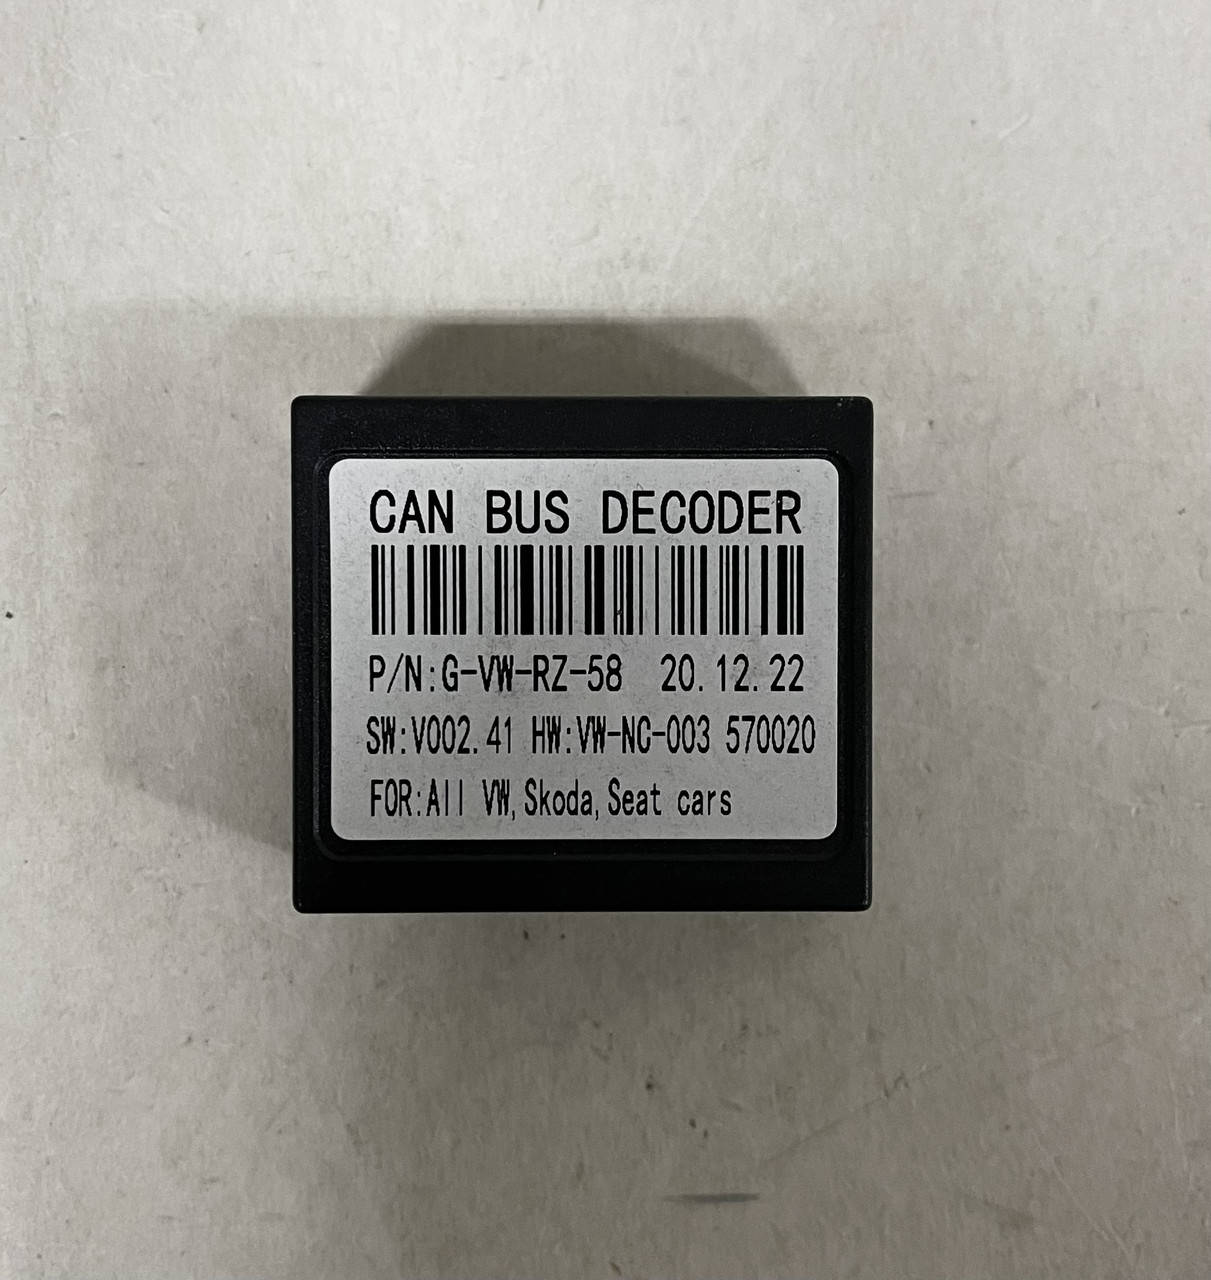 CAN BUS DECODER
P/N:G-VW-RZ-58 20.12.22
SW:V002.41 HW:VW-NC-003 570020
FOR:All VW,Skoda,Seat cars